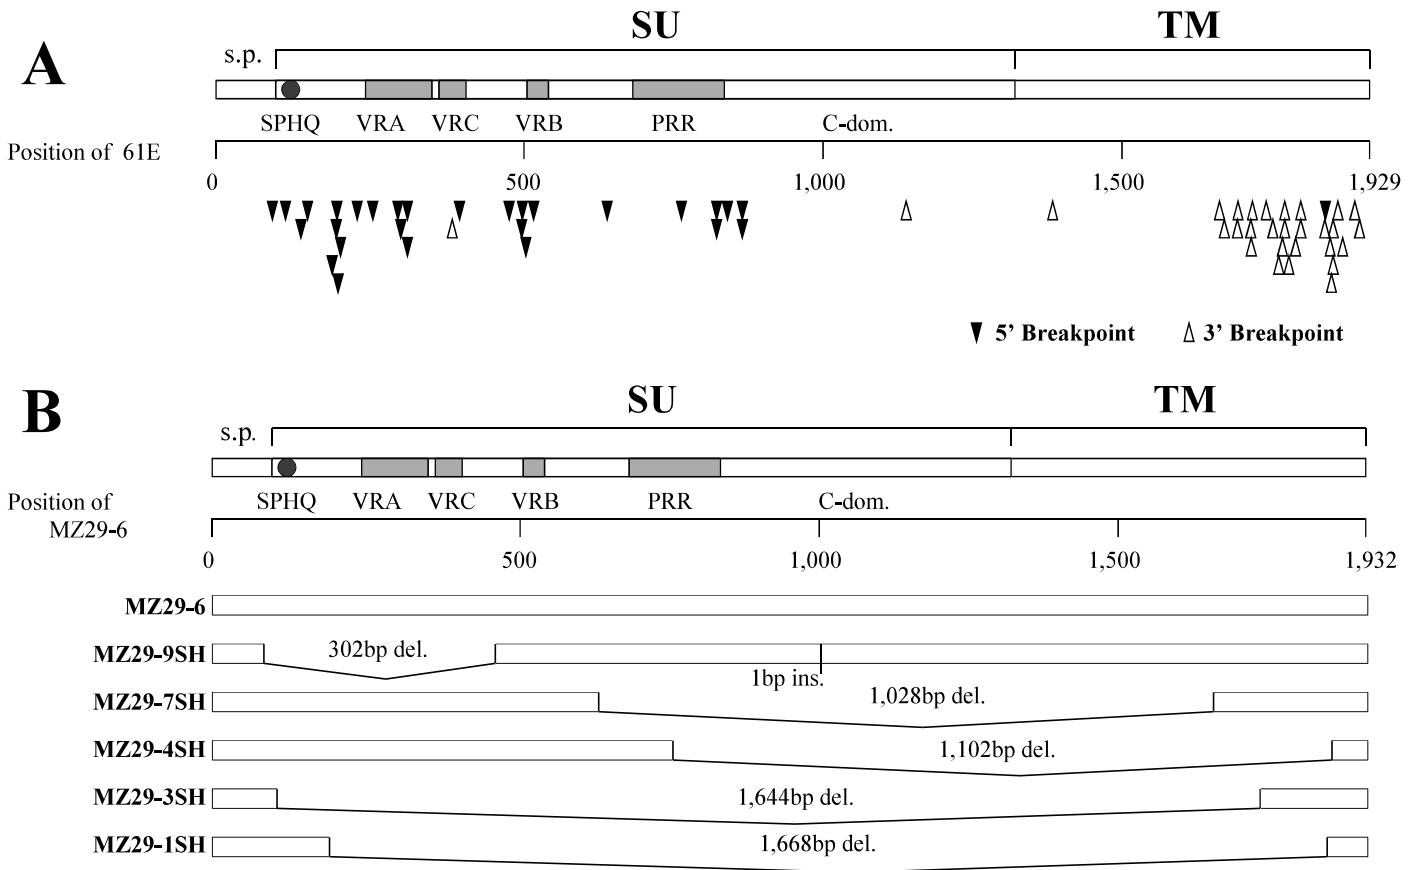 A
s.p.
SU
TM
SPHQ VRA VRC VRB PRR C-dom.
Position of 61E
0 500 1,000 1,500 1,929
5’ Breakpoint 3’ Breakpoint
B
s.p.
SU
TM
SPHQ VRA VRC VRB PRR C-dom.
Position of
MZ29-6
0 500 1,000 1,500 1,932
MZ29-6
MZ29-9SH 302bp del.
1bp ins.
MZ29-7SH 1,028bp del.
MZ29-4SH 1,102bp del.
MZ29-3SH 1,644bp del.
MZ29-1SH 1,668bp del.